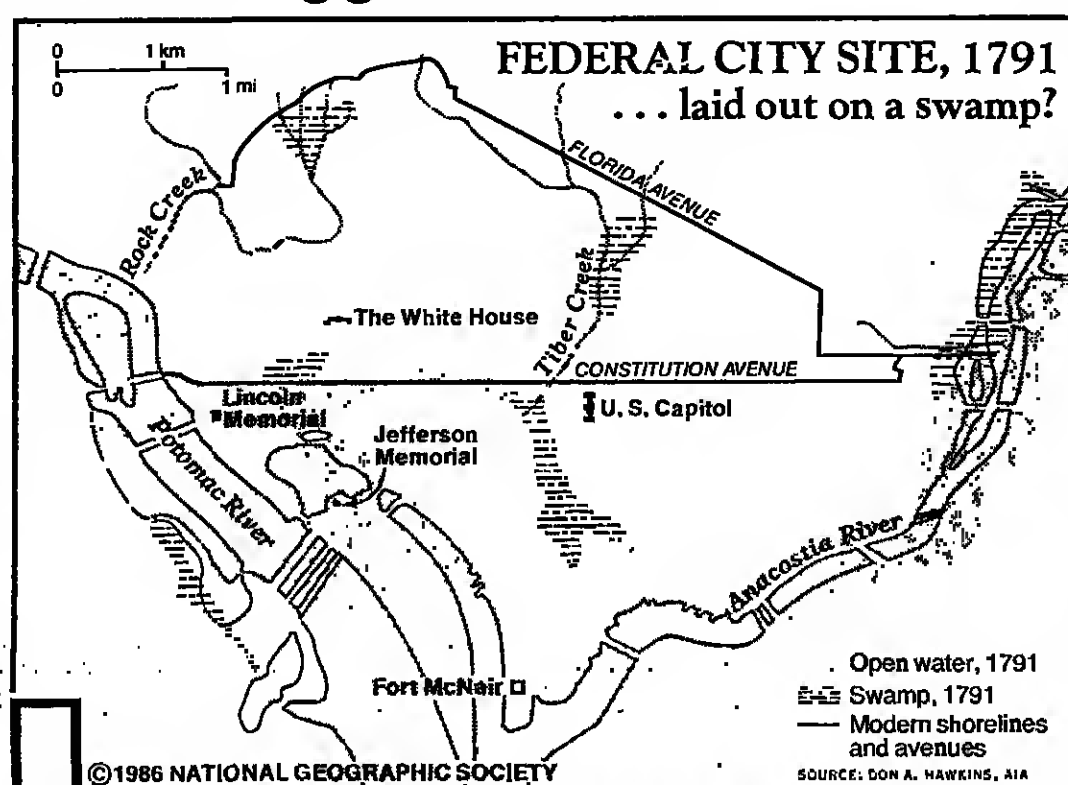 FEDERAL CITY SITE, 1791
. . . laid out on a swamp?
0 1 km
0 1 mi
Rock Creek
FLORIDA AVENUE
Tiber Creek
The White House
CONSTITUTION AVENUE
Lincoln
Memorial
U. S. Capitol
Jefferson
Memorial
Potomac River
Anacostia River
Fort McNair
Open water, 1791
Swamp, 1791
Modern shorelines
and avenues
SOURCE: DON A. HAWKINS, AIA
©1986 NATIONAL GEOGRAPHIC SOCIETY